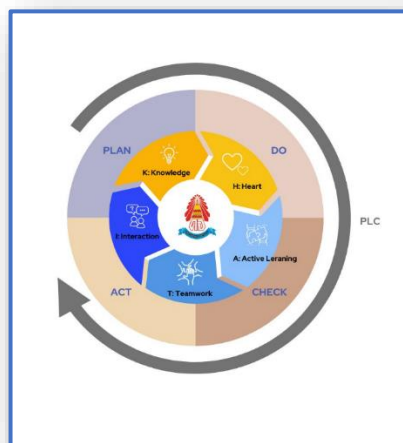 PLAN
DO
K: Knowledge
H: Heart
PLC
I: Interaction
A: Active Leraning
T: Teamwork
ACT
CHECK